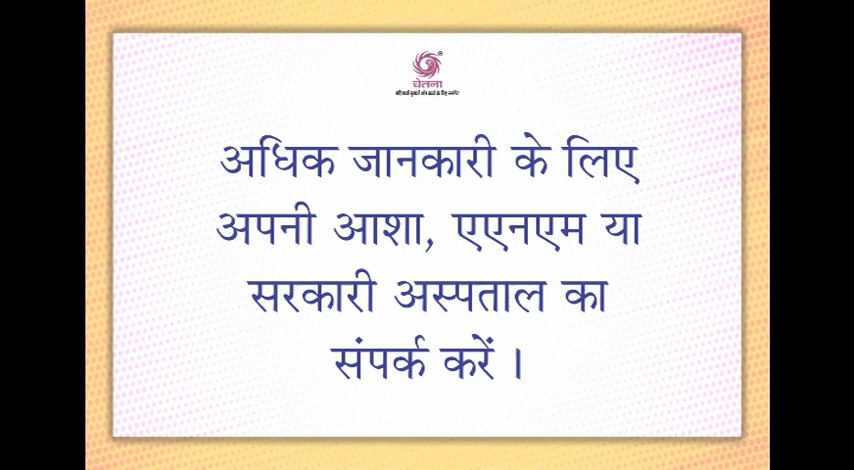 चेतना
अधिक जानकारी के लिए
अपनी आशा, एएनएम या
सरकारी अस्पताल का
संपर्क करें ।